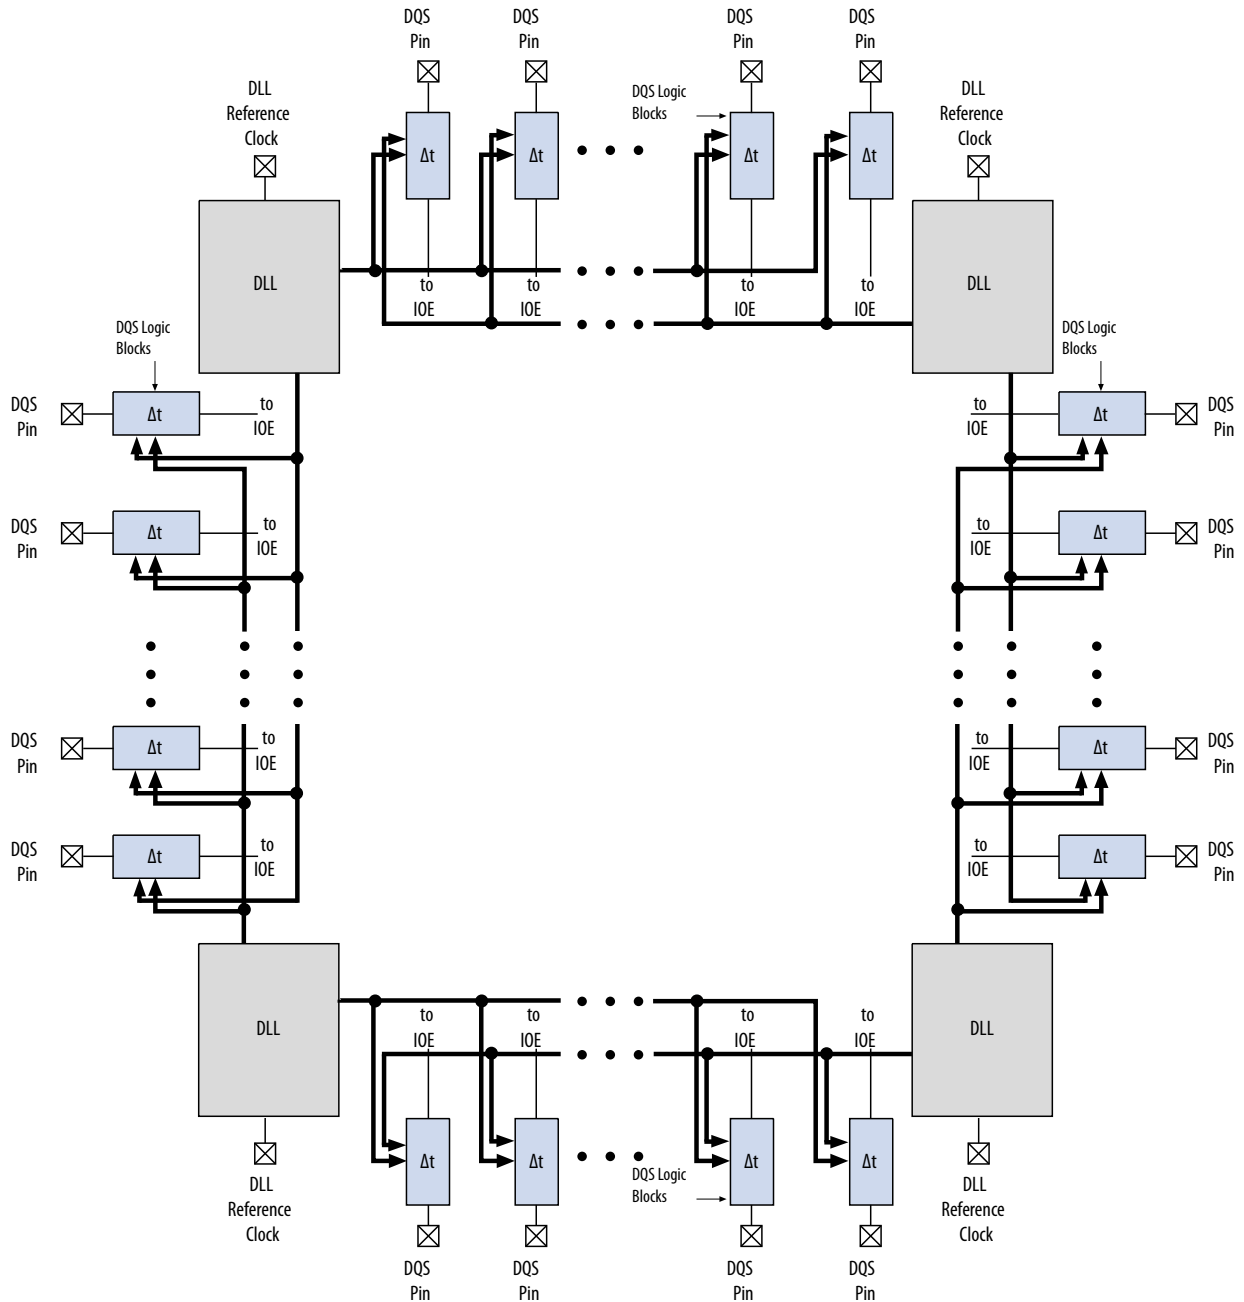 DQS
Pin
DQS
Pin
DQS
Pin
DQS
Pin
DLL
Reference
Clock
DQS Logic
Blocks
DLL
Reference
Clock
Δt
Δt
Δt
Δt
DLL
DLL
to
IOE
to
IOE
to
IOE
to
IOE
DQS Logic
Blocks
DQS Logic
Blocks
DQS
Pin
Δt
to
IOE
to
IOE
Δt
DQS
Pin
DQS
Pin
Δt
to
IOE
to
IOE
Δt
DQS
Pin
DQS
Pin
Δt
to
IOE
to
IOE
Δt
DQS
Pin
DQS
Pin
Δt
to
IOE
to
IOE
Δt
DQS
Pin
DLL
DLL
to
IOE
to
IOE
to
IOE
to
IOE
Δt
Δt
Δt
Δt
DQS Logic
Blocks
DLL
Reference
Clock
DLL
Reference
Clock
DQS
Pin
DQS
Pin
DQS
Pin
DQS
Pin